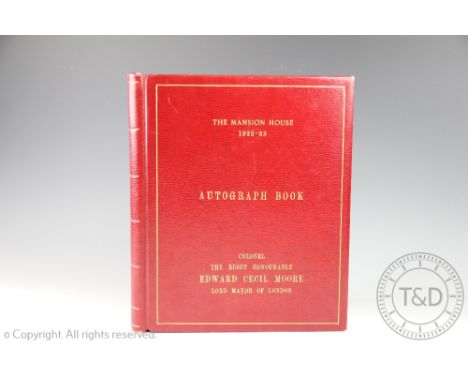 THE MANSION HOUSE
1922-23
AUTOGRAPH BOOK
COLONEL
THE RIGHT HONOURABLE
EDWARD CECIL MOORE
LORD MAYOR OF LONDON
T&D
© Copyright. All rights reserved.